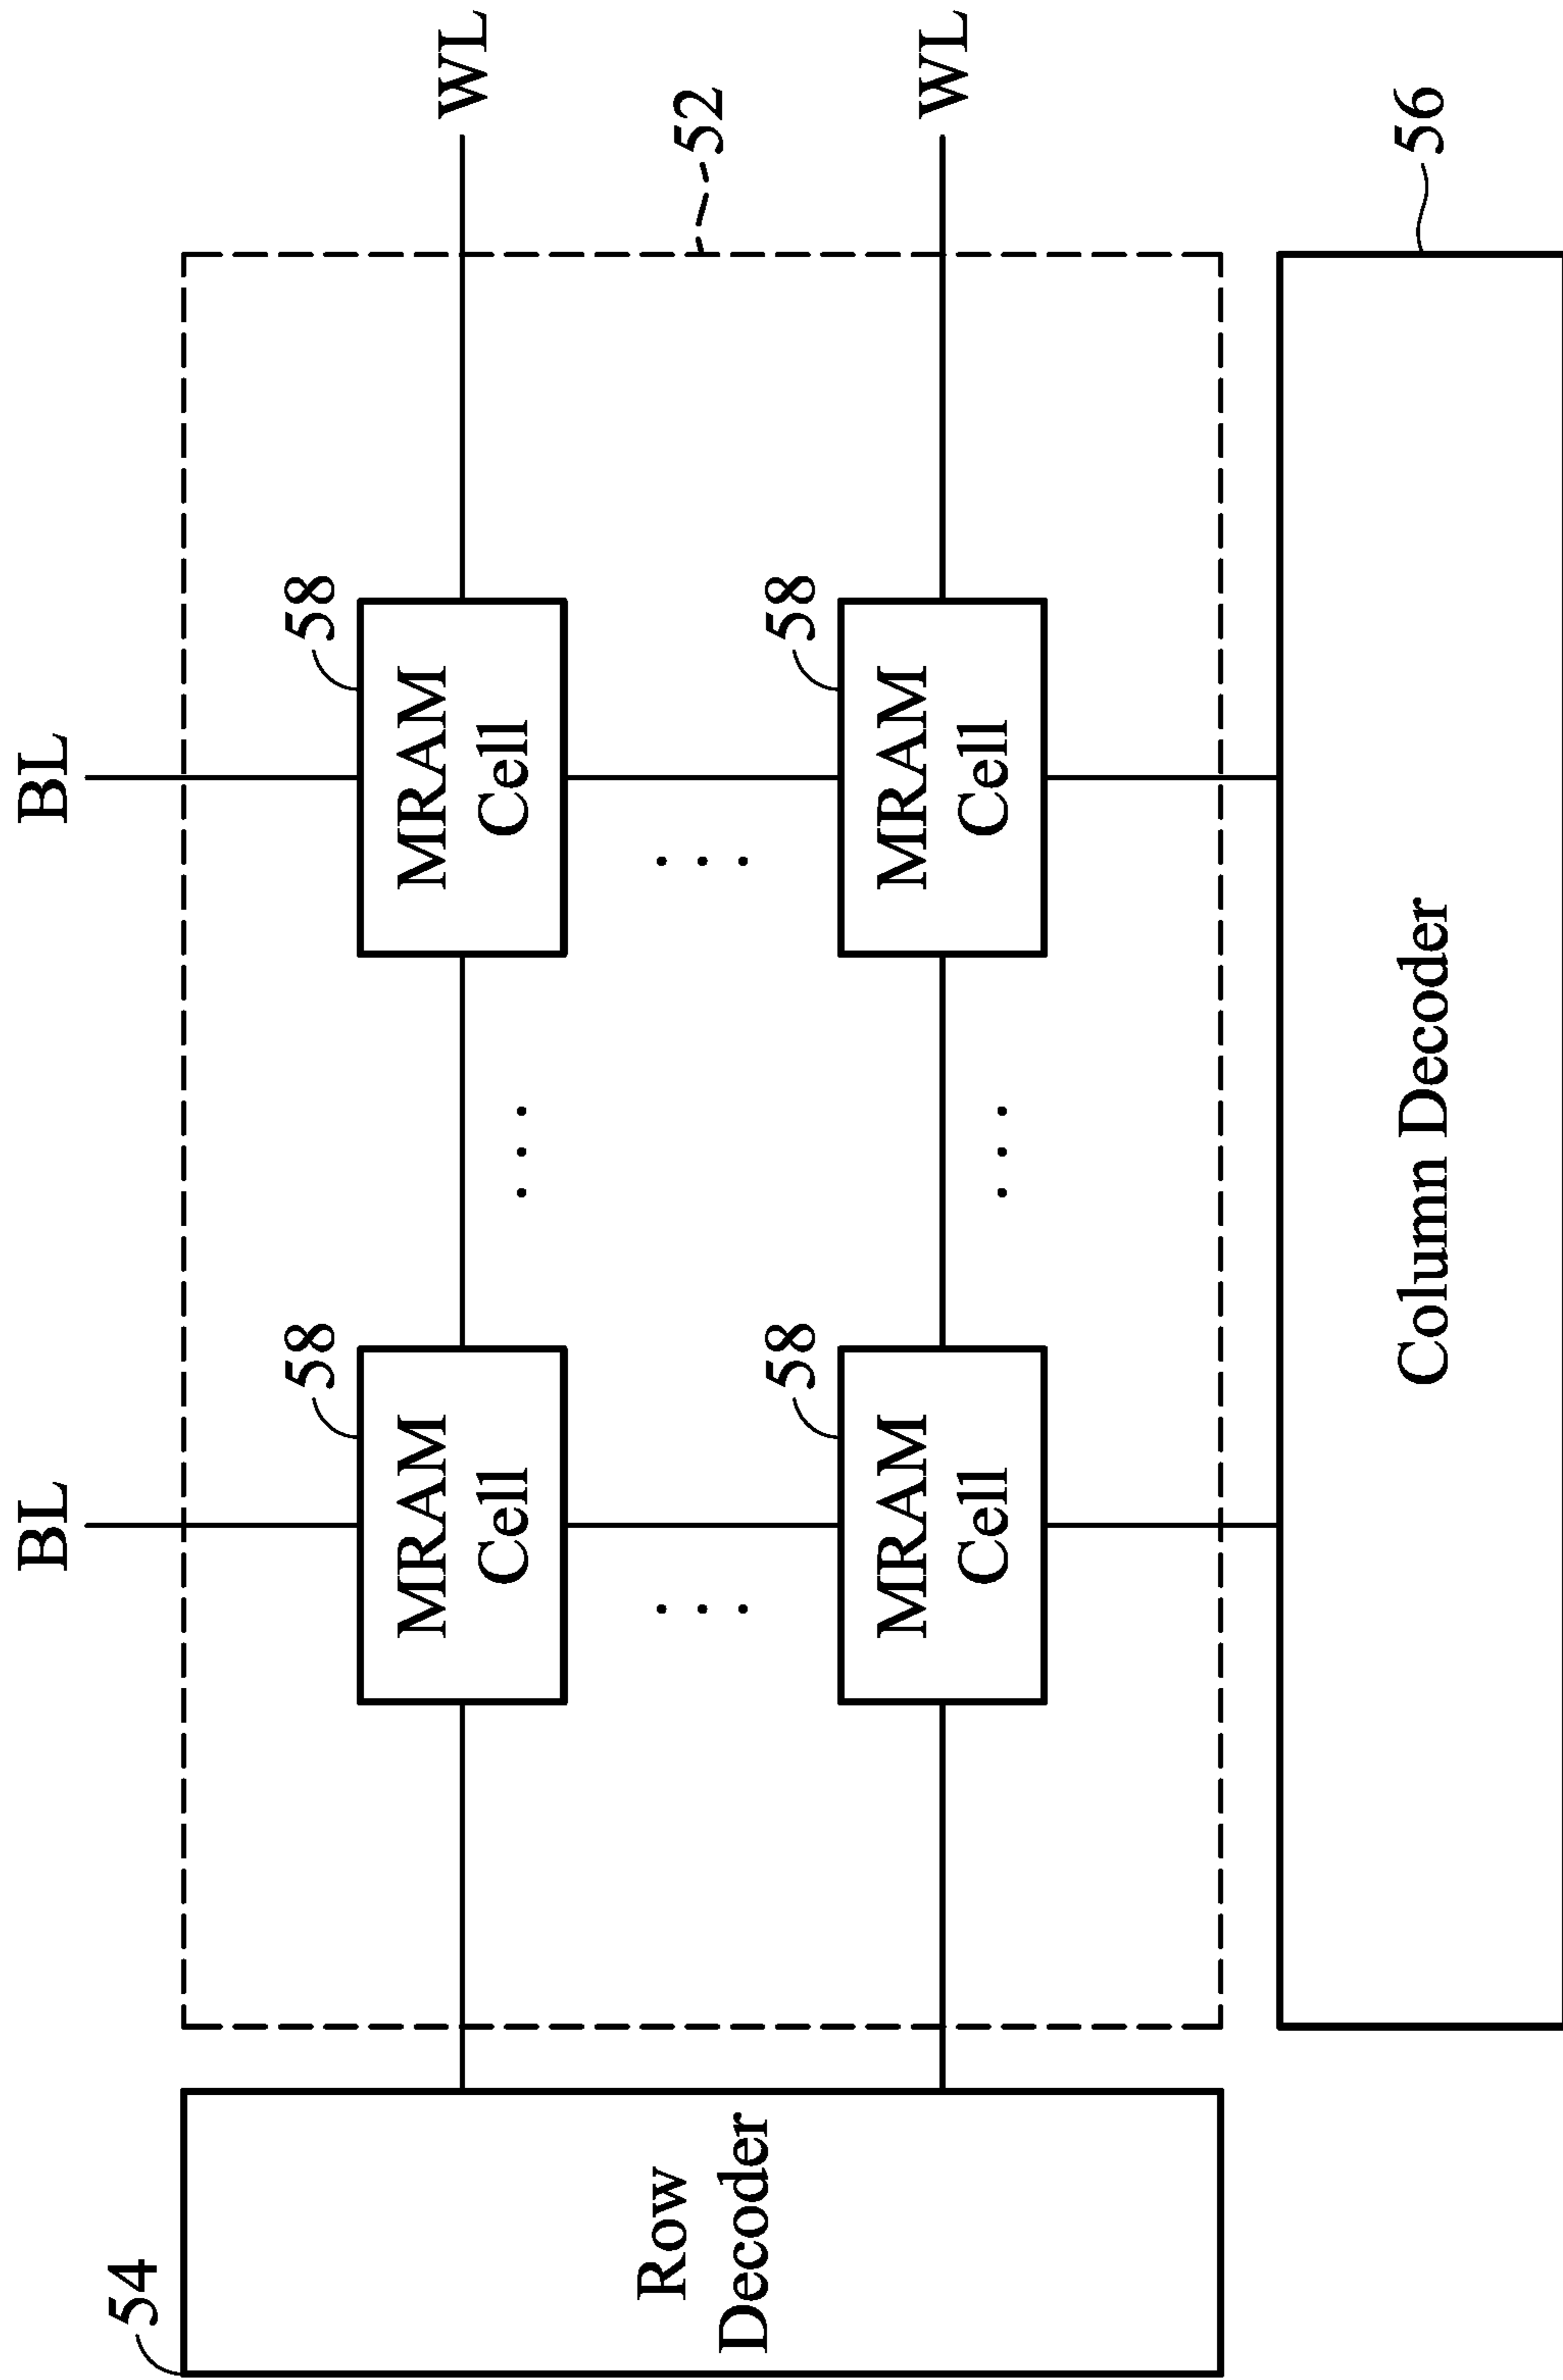 BL
BL
54
58
58
MRAM
Cell
MRAM
Cell
WL
52
Row
Decoder
58
58
MRAM
Cell
MRAM
Cell
WL
Column Decoder
56